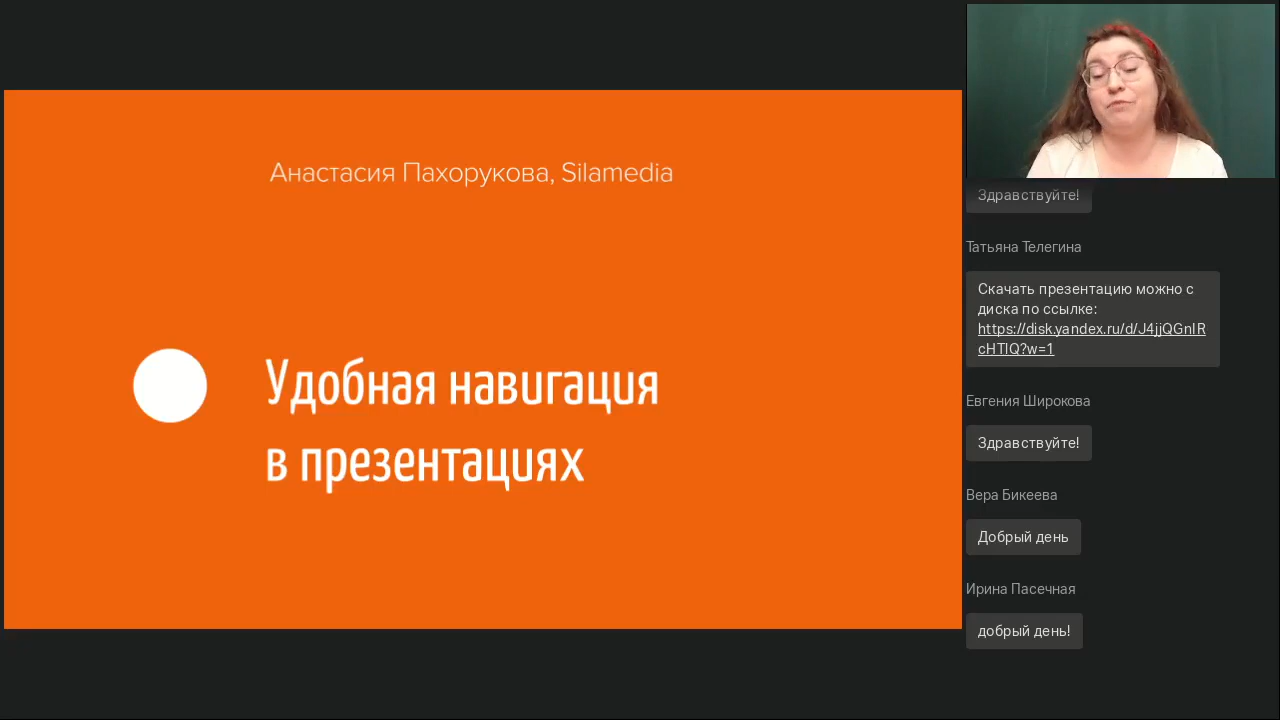 Анастасия Пахорукова, Silamedia
Удобная навигация
в презентациях
Здравствуйте!
Татьяна Телегина
Скачать презентацию можно с
диска по ссылке:
https://disk.yandex.ru/d/J4jjQGnIR
cHTlQ?w=1
Евгения Широкова
Здравствуйте!
Вера Бикеева
Добрый день
Ирина Пасечная
добрый день!